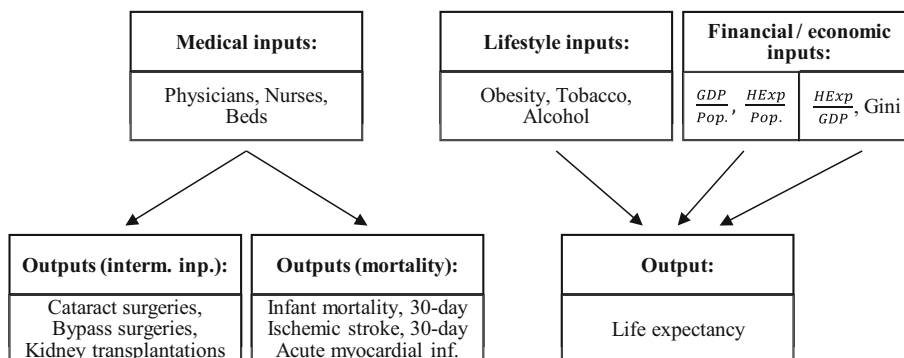 Medical inputs:
Physicians, Nurses,
Beds
Lifestyle inputs:
Obesity, Tobacco,
Alcohol
Financial / economic
inputs:
GDP/Pop., HExp/Pop.
HExp/GDP, Gini
Outputs (interm. inp.):
Cataract surgeries,
Bypass surgeries,
Kidney transplantations
Outputs (mortality):
Infant mortality, 30-day
Ischemic stroke, 30-day
Acute myocardial inf.
Output:
Life expectancy